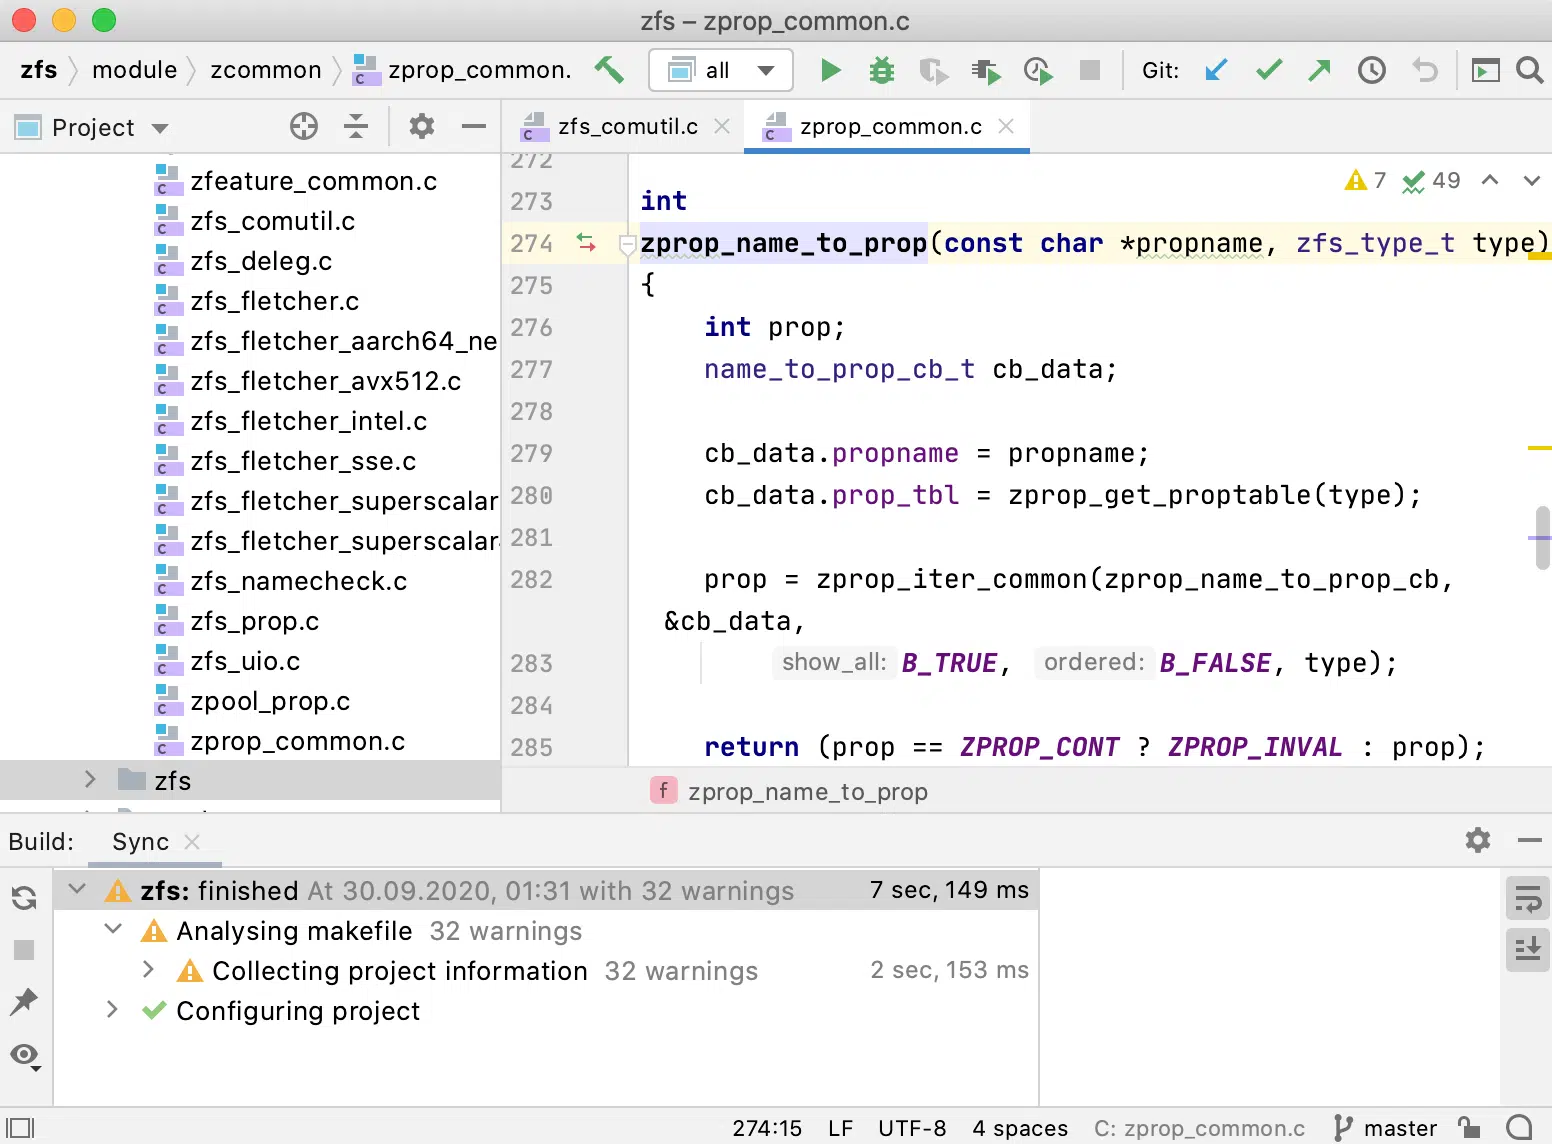 zfs – zprop_common.c
zfs module zcommon zprop_common. all Git:
Project
zfs_comutil.c
zprop_common.c
zfeature_common.c
zfs_comutil.c
zfs_deleg.c
zfs_fletcher.c
zfs_fletcher_aarch64_ne
zfs_fletcher_avx512.c
zfs_fletcher_intel.c
zfs_fletcher_sse.c
zfs_fletcher_superscalar
zfs_fletcher_superscalar
zfs_namecheck.c
zfs_prop.c
zfs_uio.c
zpool_prop.c
zprop_common.c
zfs
7 49
272
273 int
274 zprop_name_to_prop(const char *propname, zfs_type_t type)
275 {
276 int prop;
277 name_to_prop_cb_t cb_data;
278
279 cb_data.propname = propname;
280 cb_data.prop_tbl = zprop_get_proptable(type);
281
282 prop = zprop_iter_common(zprop_name_to_prop_cb,
&cb_data,
283 show_all: B_TRUE, ordered: B_FALSE, type);
284
285 return (prop == ZPROP_CONT ? ZPROP_INVAL : prop);
f zprop_name_to_prop
Build: Sync
zfs: finished At 30.09.2020, 01:31 with 32 warnings 7 sec, 149 ms
Analysing makefile 32 warnings
Collecting project information 32 warnings 2 sec, 153 ms
Configuring project
274:15 LF UTF-8 4 spaces C: zprop_common.c master